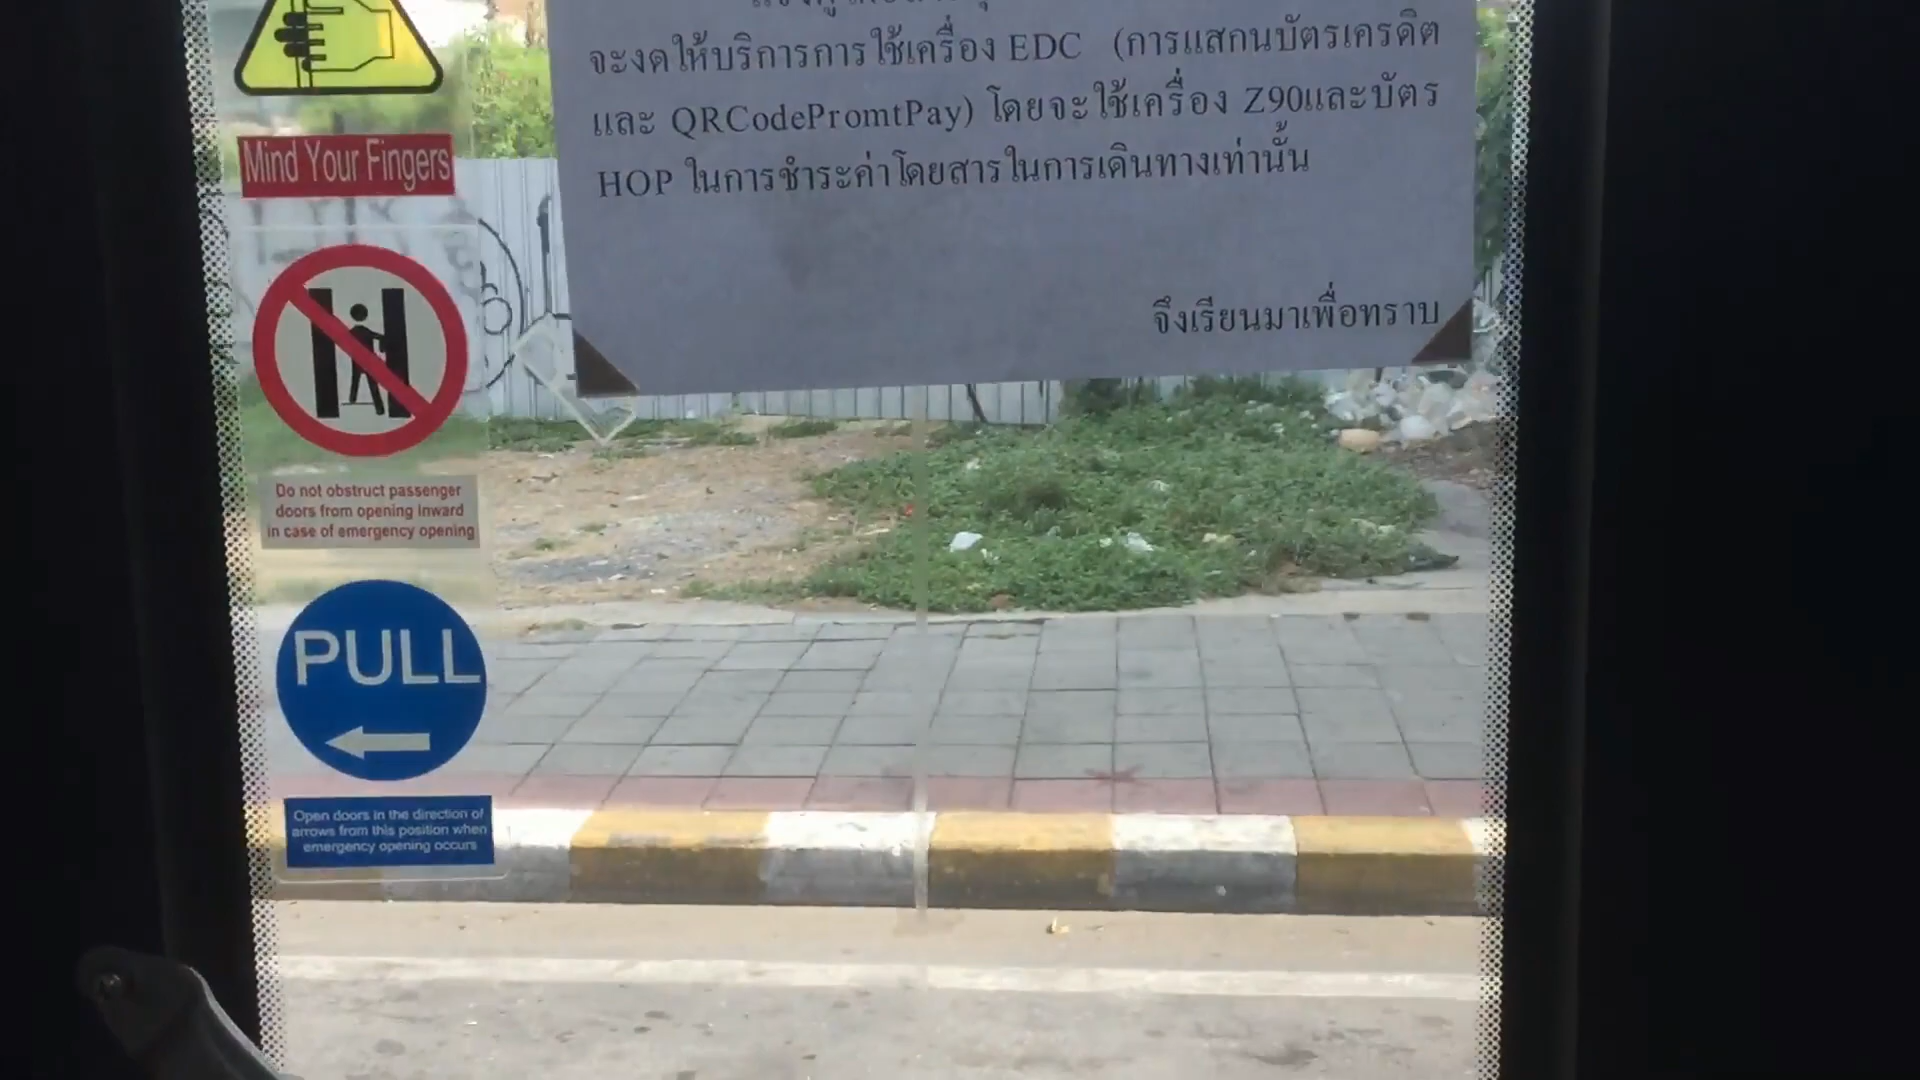 จะงดให้บริการการใช้เครื่อง EDC (การแสกนบัตรเครดิต
และ QRCodePromtPay) โดยจะใช้เครื่อง Z90และบัตร
HOP ในการชำระค่าโดยสารในการเดินทางเท่านั้น
จึงเรียนมาเพื่อทราบ
Mind Your Fingers
Do not obstruct passenger
doors from opening inward
in case of emergency opening
PULL
Open doors in the direction of
arrows from this position when
emergency opening occurs